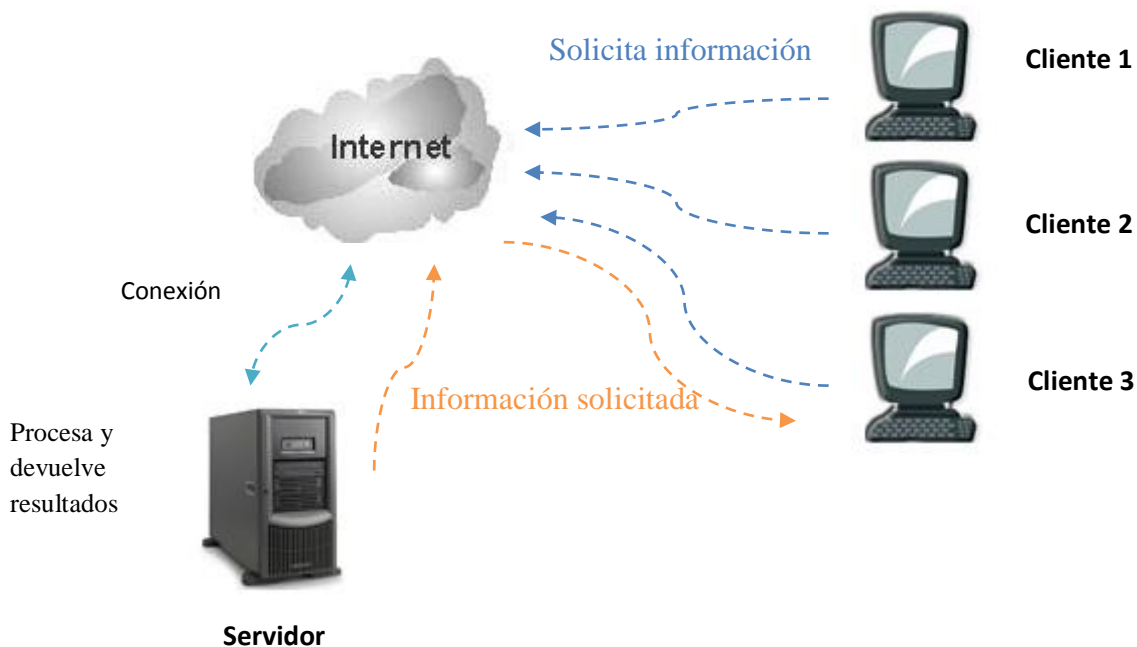 Solicita información
Cliente 1
Internet
Cliente 2
Conexión
Cliente 3
Información solicitada
Procesa y
devuelve
resultados
Servidor